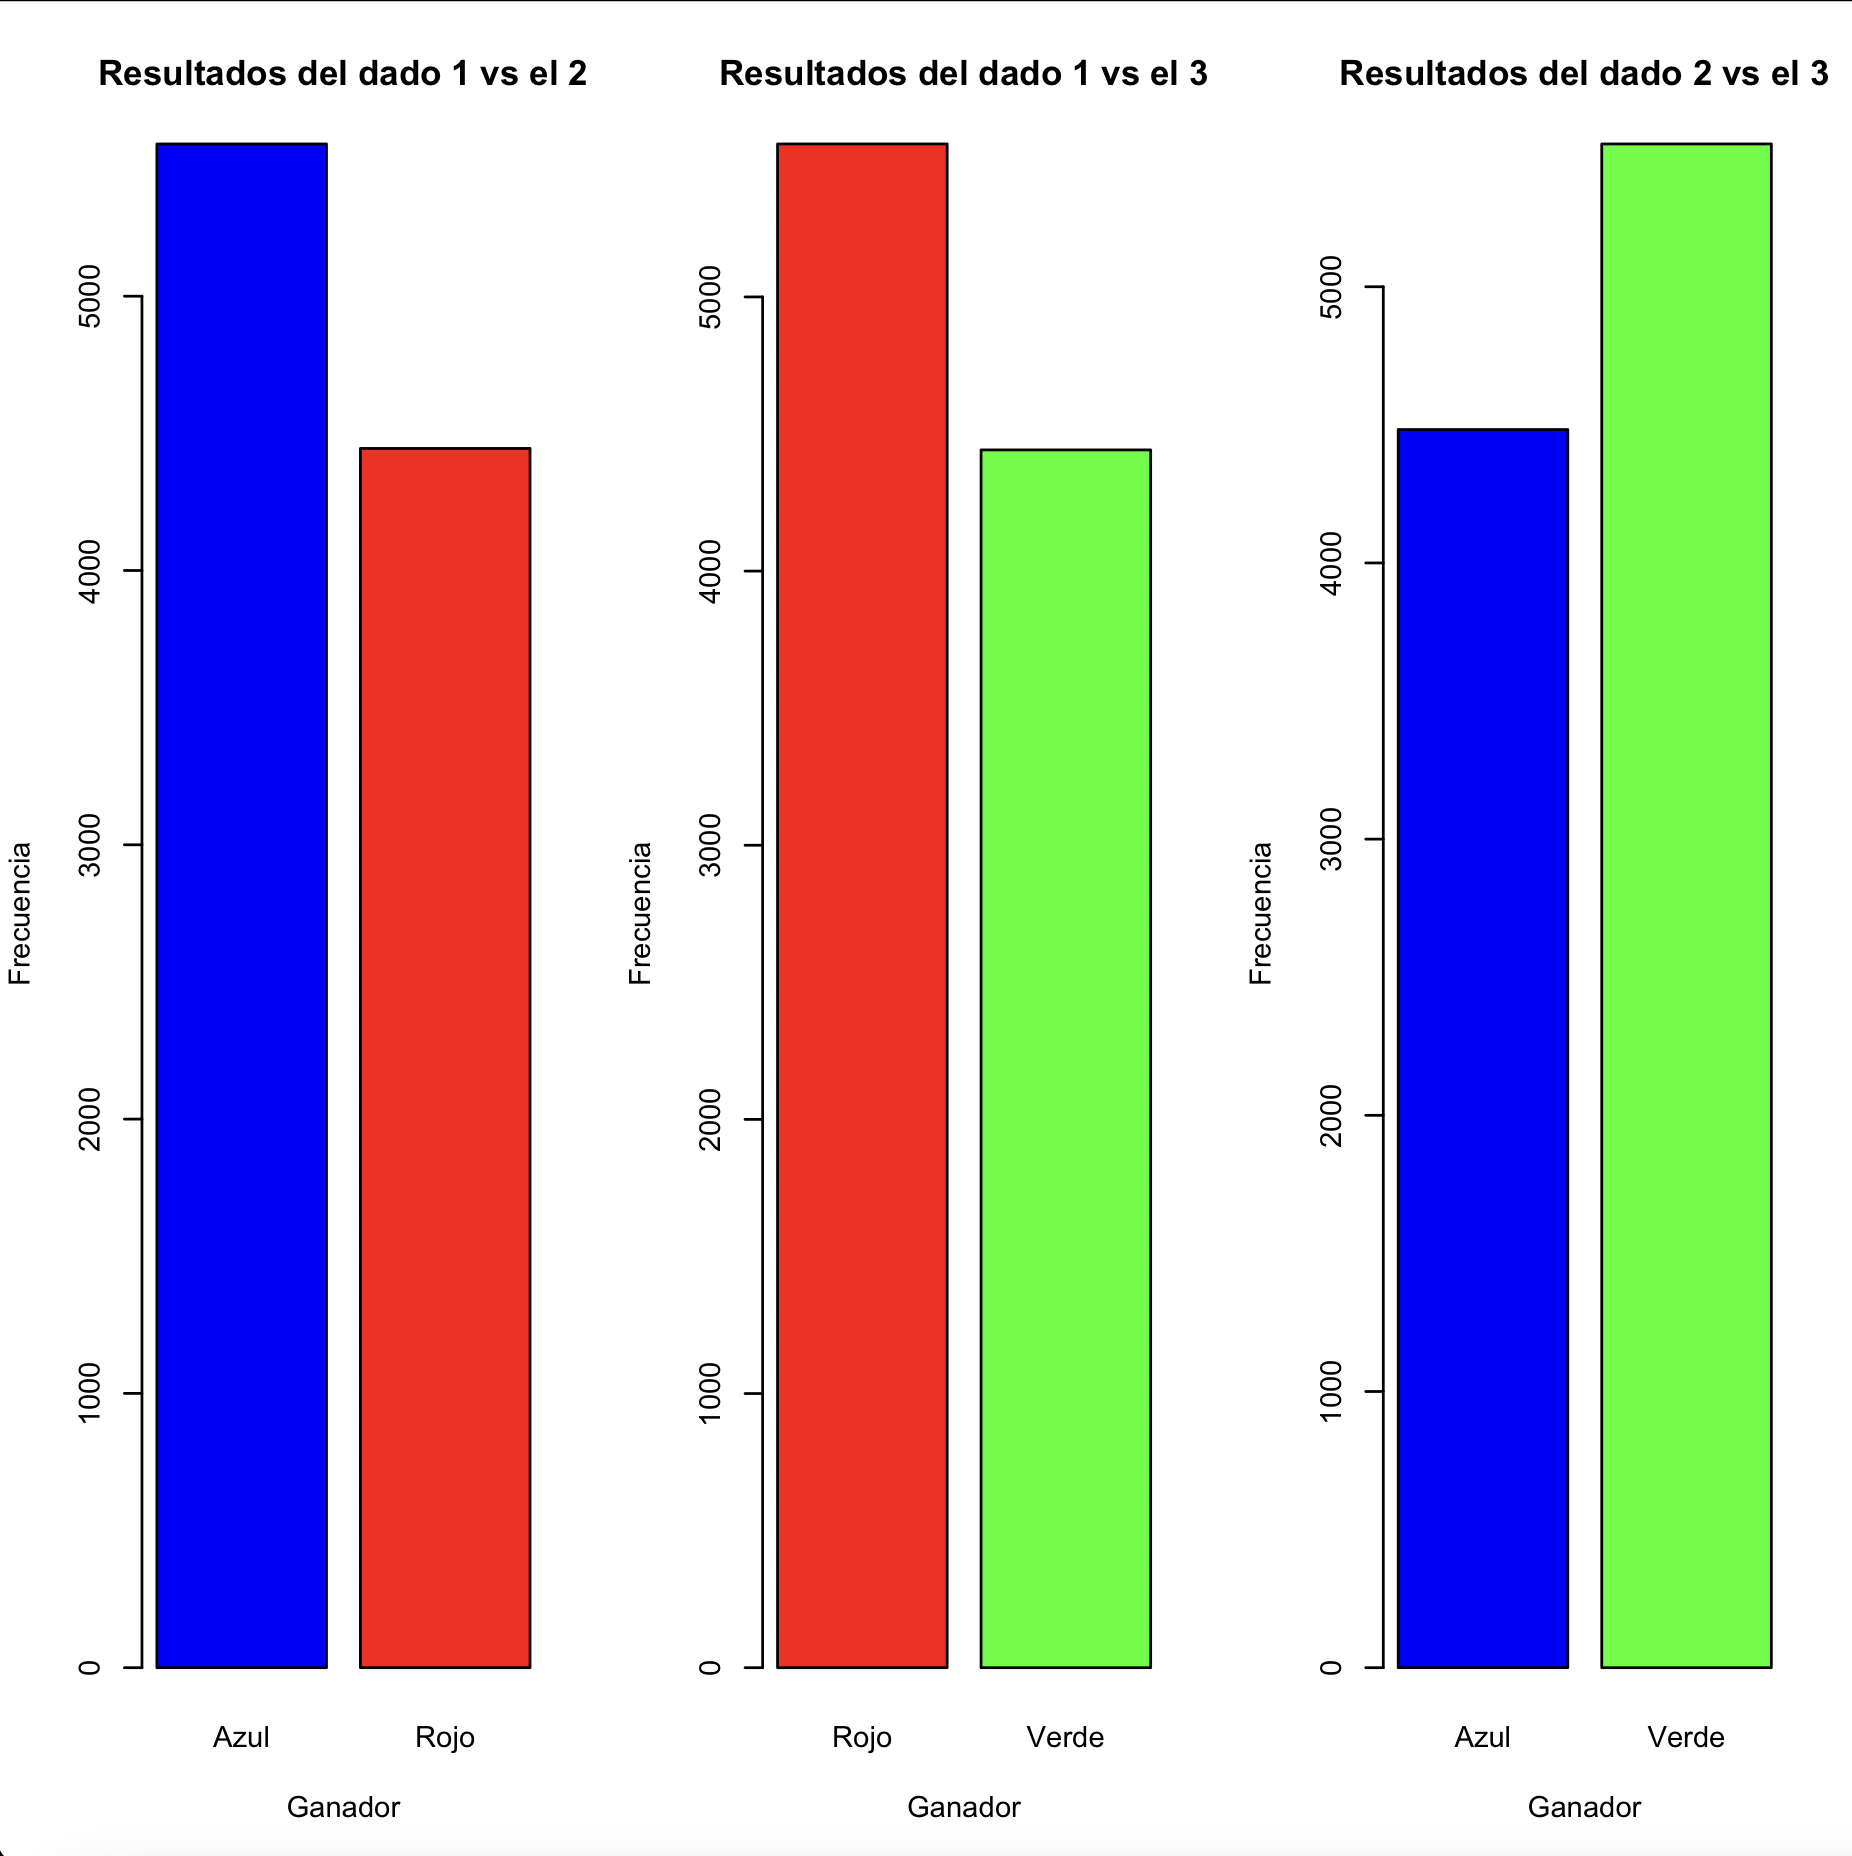 Resultados del dado 1 vs el 2
Frecuencia
5000
4000
3000
2000
1000
0
Azul Rojo
Ganador
Resultados del dado 1 vs el 3
Frecuencia
5000
4000
3000
2000
1000
0
Rojo Verde
Ganador
Resultados del dado 2 vs el 3
Frecuencia
5000
4000
3000
2000
1000
0
Azul Verde
Ganador